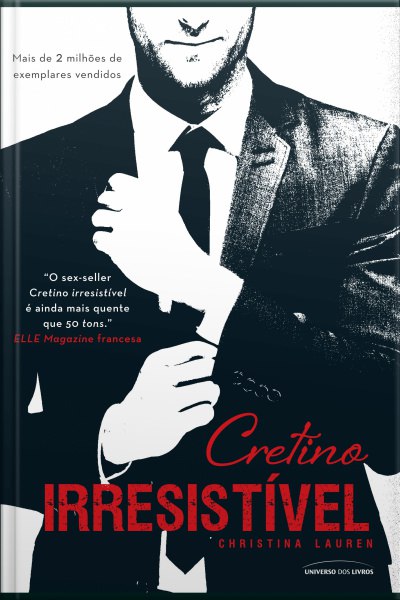 Mais de 2 milhões de
exemplares vendidos
“O sex-seller
Cretino irresistível
é ainda mais quente
que 50 tons.”
ELLE Magazine francesa
Cretino
IRRESISTÍVEL
CHRISTINA LAUREN
UNIVERSO DOS LIVROS